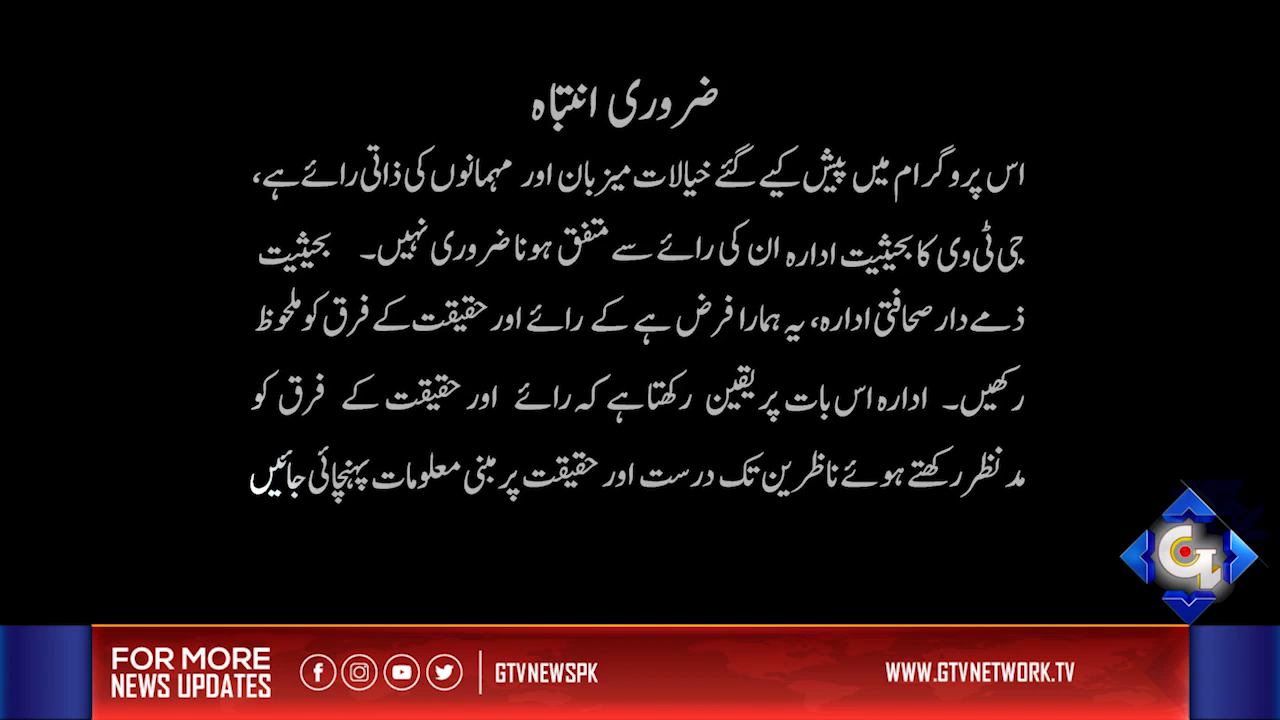 ضروری انتباہ
اس پروگرام میں پیش کیے گئے خیالات میزبان اور مہمانوں کی ذاتی رائے ہے،
جی ٹی وی کا بحیثیت ادارہ ان کی رائے سے متفق ہونا ضروری نہیں۔ بحیثیت
ذمے دار صحافتی ادارہ، یہ ہمارا فرض ہے کے رائے اور حقیقت کے فرق کو ملحوظ
رکھیں۔ ادارہ اس بات پر یقین رکھتا ہے کہ رائے اور حقیقت کے فرق کو
مد نظر رکھتے ہوئے ناظرین تک درست اور حقیقت پر مبنی معلومات پہنچائی جائیں
G
FOR MORE
NEWS UPDATES
GTVNEWSPK
WWW.GTVNETWORK.TV